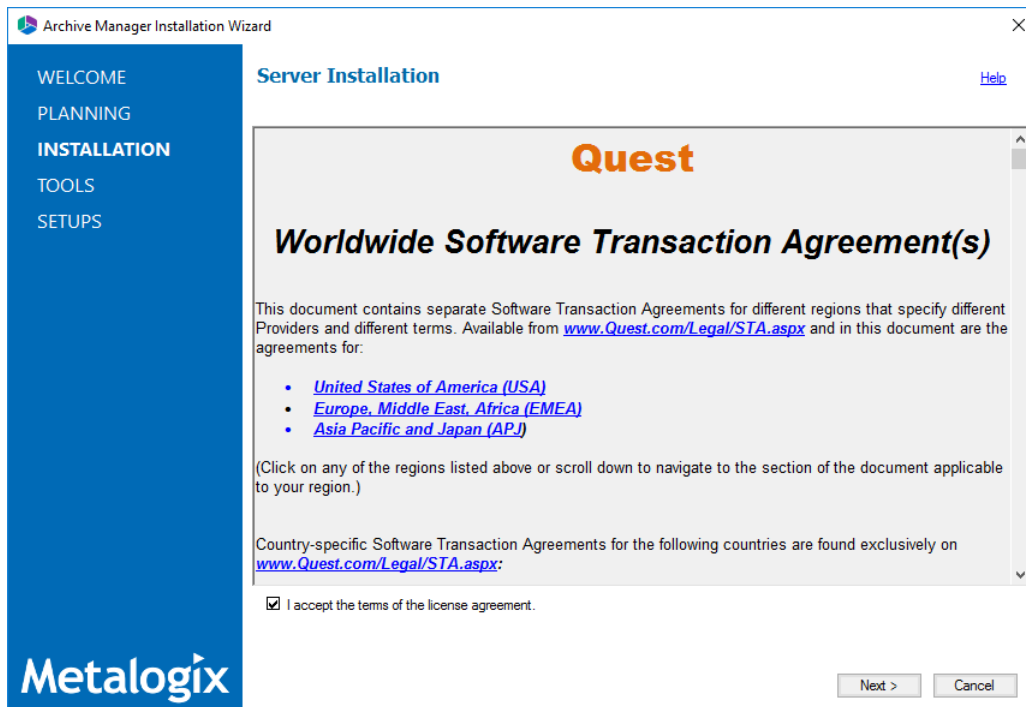 Archive Manager Installation Wizard
WELCOME
PLANNING
INSTALLATION
TOOLS
SETUPS
Metalogix
Server Installation
Help
Quest
Worldwide Software Transaction Agreement(s)
This document contains separate Software Transaction Agreements for different regions that specify different
Providers and different terms. Available from www.Quest.com/Legal/STA.aspx and in this document are the
agreements for:
• United States of America (USA)
• Europe, Middle East, Africa (EMEA)
• Asia Pacific and Japan (APJ)
(Click on any of the regions listed above or scroll down to navigate to the section of the document applicable
to your region.)
Country-specific Software Transaction Agreements for the following countries are found exclusively on
www.Quest.com/Legal/STA.aspx:
I accept the terms of the license agreement.
Next >
Cancel